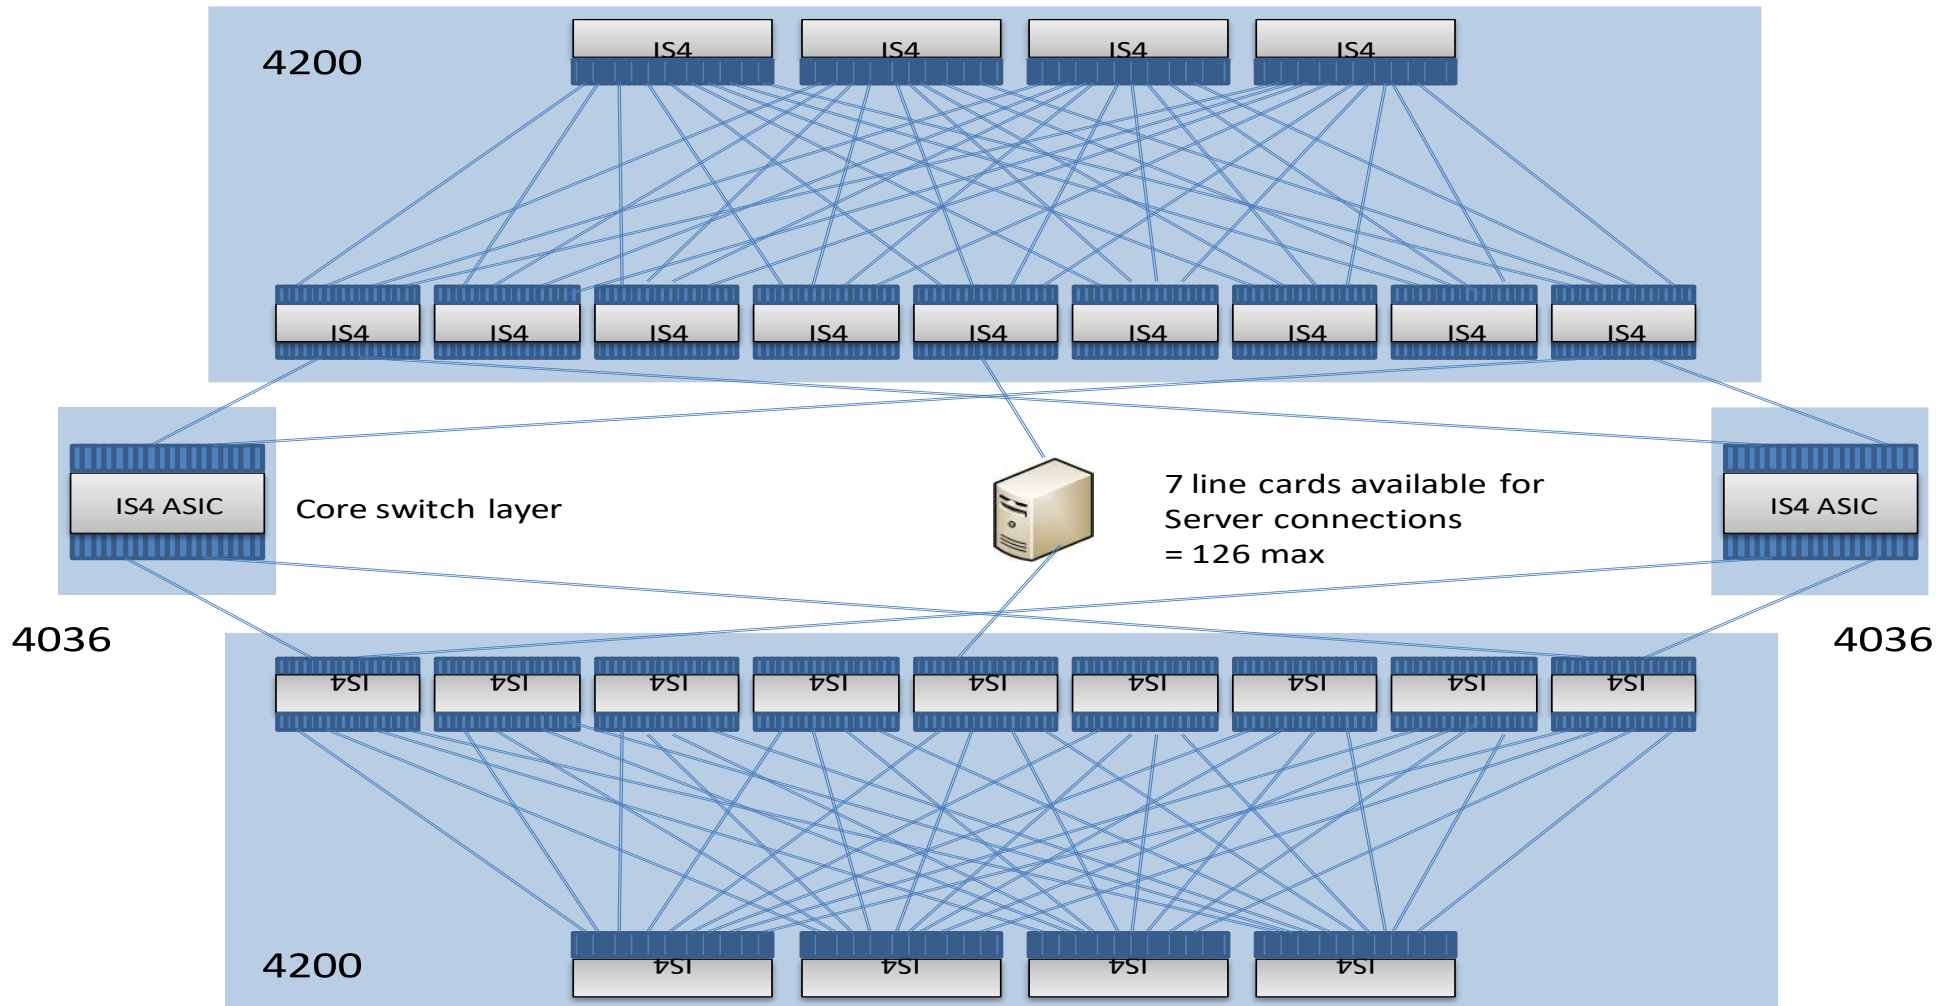 4200
IS4 IS4 IS4 IS4
IS4 IS4 IS4 IS4 IS4 IS4 IS4 IS4 IS4
IS4 ASIC
Core switch layer
7 line cards available for
Server connections
= 126 max
IS4 ASIC
4036
4036
IS4 IS4 IS4 IS4 IS4 IS4 IS4 IS4 IS4
4200
IS4 IS4 IS4 IS4